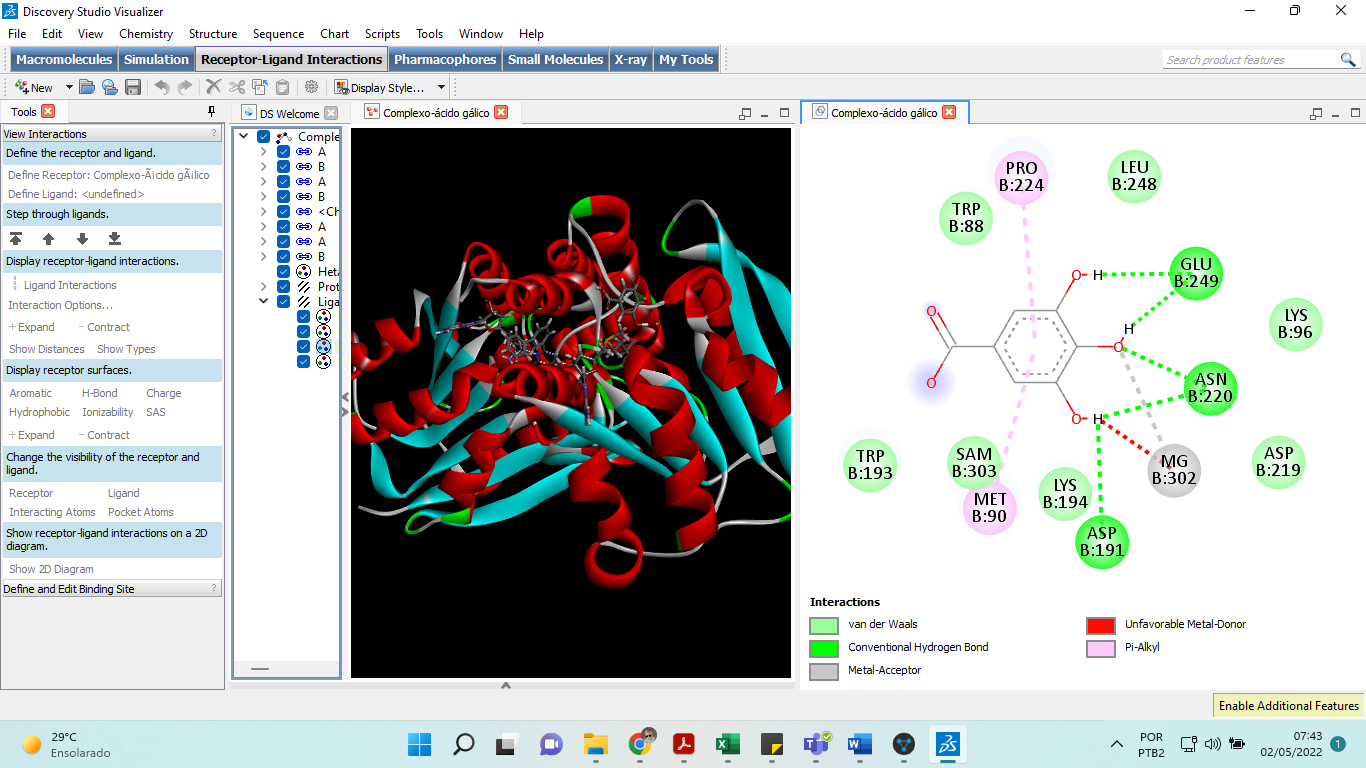 Discovery Studio Visualizer
File Edit View Chemistry Structure Sequence Chart Scripts Tools Window Help
Macromolecules Simulation Receptor-Ligand Interactions Pharmacophores Small Molecules X-ray My Tools
Search product features
New
Display Style...
Tools
DS Welcome
Complexo-ácido gálico
Complexo-ácido gálico
View Interactions ?
Define the receptor and ligand.
Define Receptor: Complexo-Ãicido gÃilico
Define Ligand: <undefined>
Step through ligands.
Display receptor-ligand interactions.
Ligand Interactions
Interaction Options...
+Expand - Contract
Show Distances Show Types
Display receptor surfaces.
Aromatic H-Bond Charge
Hydrophobic Ionizability SAS
+Expand - Contract
Change the visibility of the receptor and
ligand.
Receptor Ligand
Interacting Atoms Pocket Atoms
Show receptor-ligand interactions on a 2D
diagram.
Show 2D Diagram
Define and Edit Binding Site ?
Comple
A
B
A
B
<Ch
A
A
B
Heta
Prot
Liga
PRO
B:224
LEU
B:248
TRP
B:88
GLU
B:249
O H
H
O
O
LYS
B:96
O
ASN
B:220
O H
TRP
B:193
SAM
B:303
MET
B:90
LYS
B:194
MG
B:302
ASP
B:219
ASP
B:191
Interactions
van der Waals
Conventional Hydrogen Bond
Metal-Acceptor
Unfavorable Metal-Donor
Pi-Alkyl
Enable Additional Features
29°C
Ensolarado
POR
PTB2
07:43
02/05/2022
1